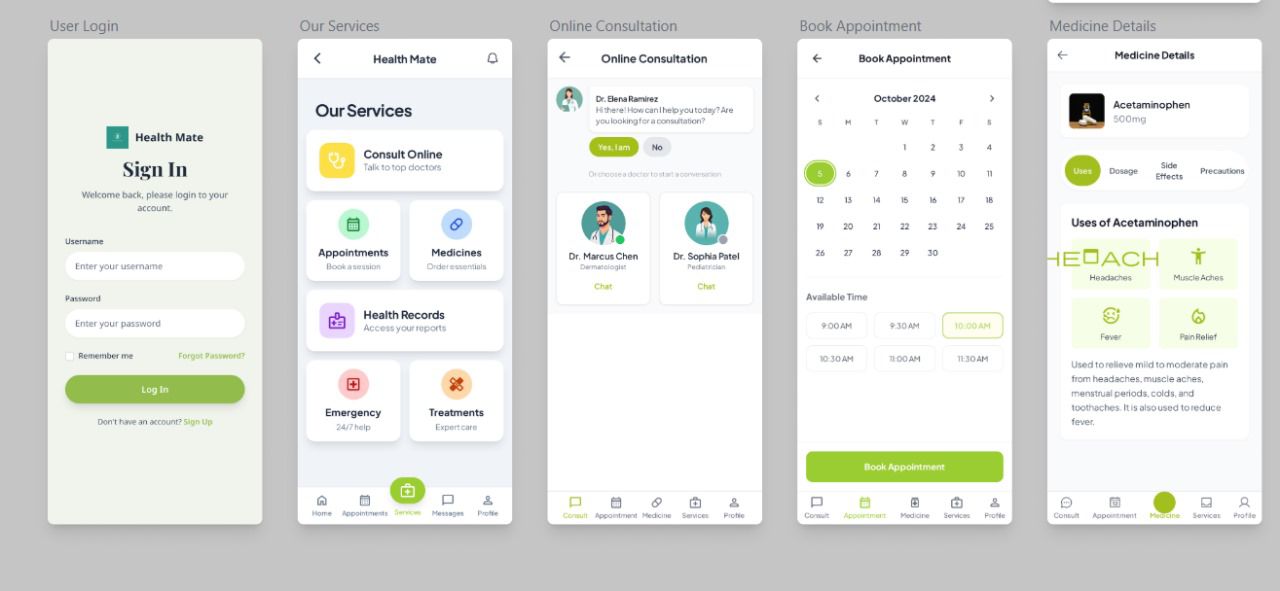 User Login
Health Mate
Sign In
Welcome back, please login to your
account.
Username
Enter your username
Password
Enter your password
Remember me
Forgot Password?
Log In
Don't have an account? Sign Up
Our Services
Health Mate
Our Services
Consult Online
Talk to top doctors
Appointments
Book a session
Medicines
Order essentials
Health Records
Access your reports
Emergency
24/7 help
Treatments
Expert care
Home
Appointments
Services
Messages
Profile
Online Consultation
Online Consultation
Dr. Elena Ramirez
Hi there! How can I help you today? Are
you looking for a consultation?
Yes, I am
No
Or choose a doctor to start a conversation
Dr. Marcus Chen
Dermatologist
Chat
Dr. Sophia Patel
Pediatrician
Chat
Consult
Appointment
Medicine
Services
Profile
Book Appointment
Book Appointment
October 2024
S M T W T F S
1 2 3 4
5 6 7 8 9 10 11
12 13 14 15 16 17 18
19 20 21 22 23 24 25
26 27 28 29 30
Available Time
9:00 AM
9:30 AM
10:00 AM
10:30 AM
11:00 AM
11:30 AM
Book Appointment
Consult
Appointment
Medicine
Services
Profile
Medicine Details
Medicine Details
Acetaminophen
500mg
Uses
Dosage
Side
Effects
Precautions
Uses of Acetaminophen
HE□ACH
Headaches
Muscle Aches
Fever
Pain Relief
Used to relieve mild to moderate pain
from headaches, muscle aches,
menstrual periods, colds, and
toothaches. It is also used to reduce
fever.
Consult
Appointment
Medicine
Services
Profile